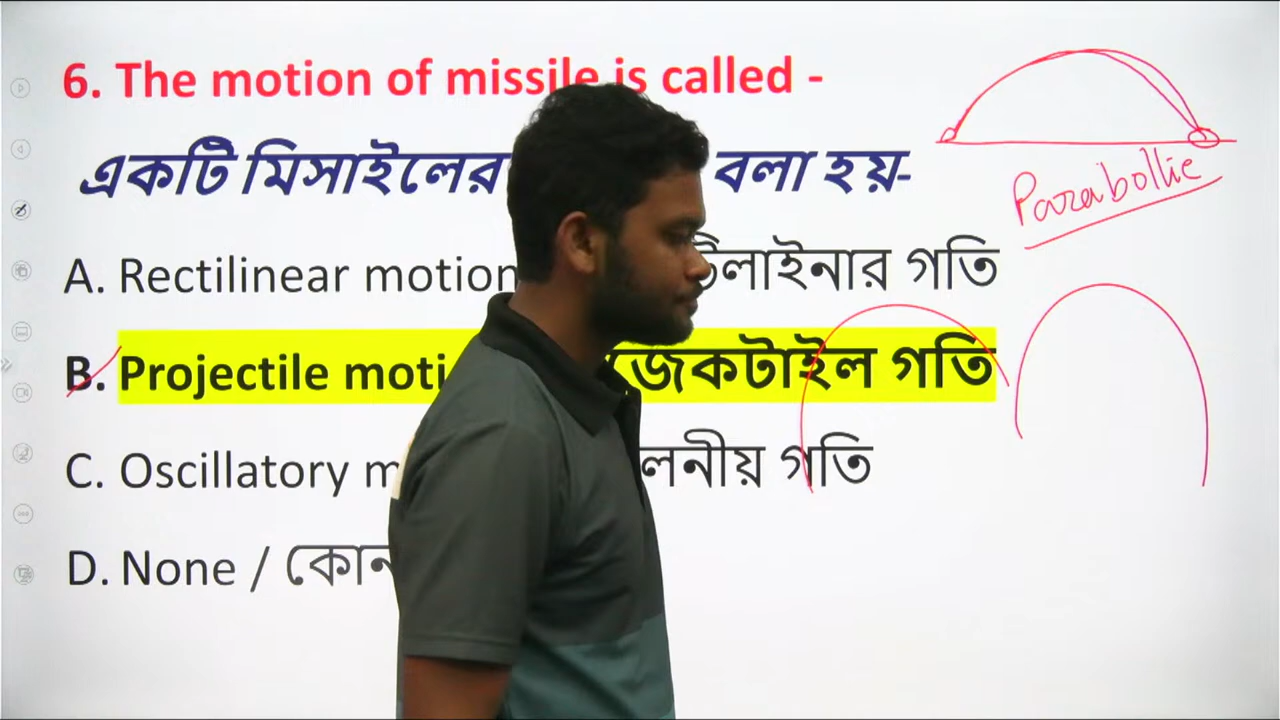 6. The motion of missile is called -
একটি মিসাইলের বলা হয়-
A. Rectilinear motion
লাইনার গতি
B. Projectile moti
জেকটাইল গতি
C. Oscillatory m
লনীয় গতি
D. None / কোন
Parabollic